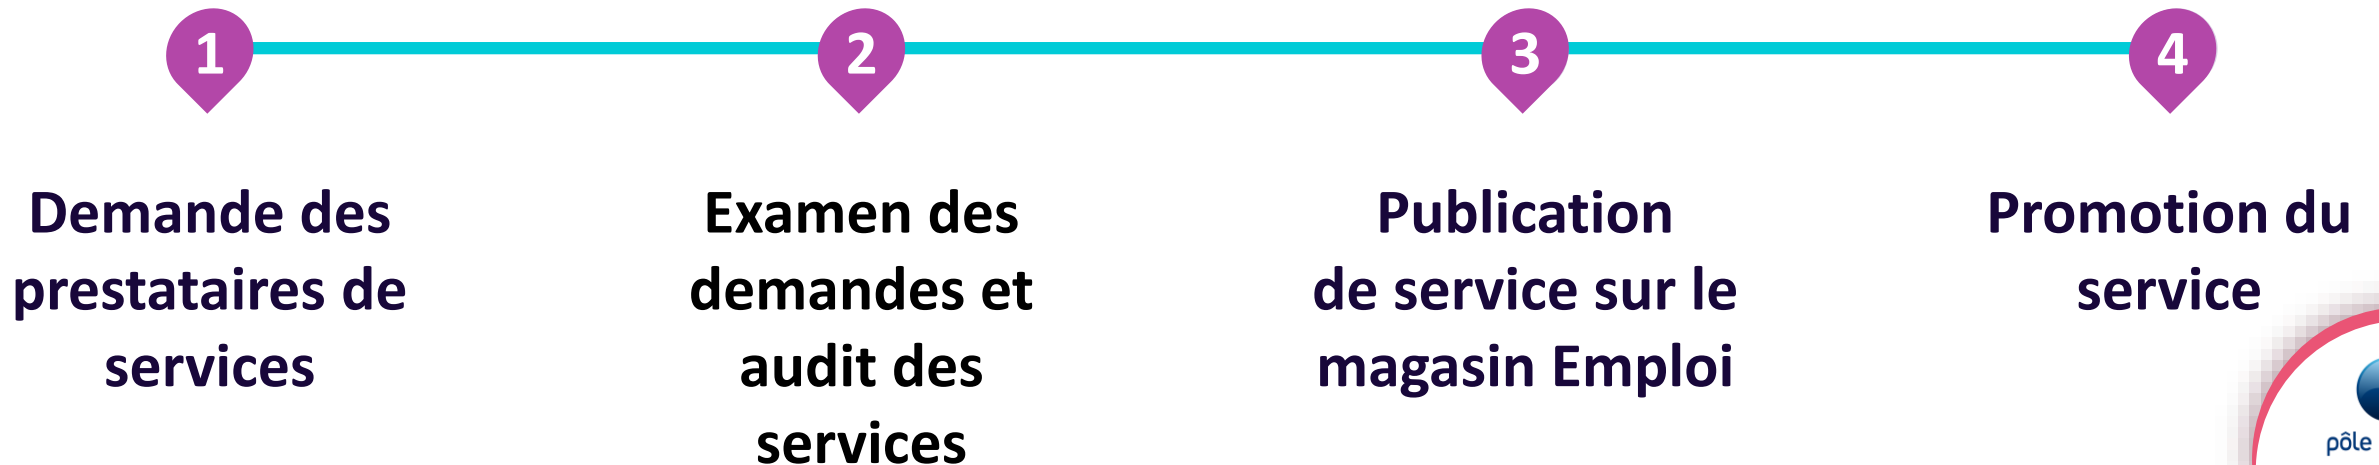 1
2
3
4
Demande des
prestataires de
services
Examen des
demandes et
audit des
services
Publication
de service sur le
magasin Emploi
Promotion du
service
pôle